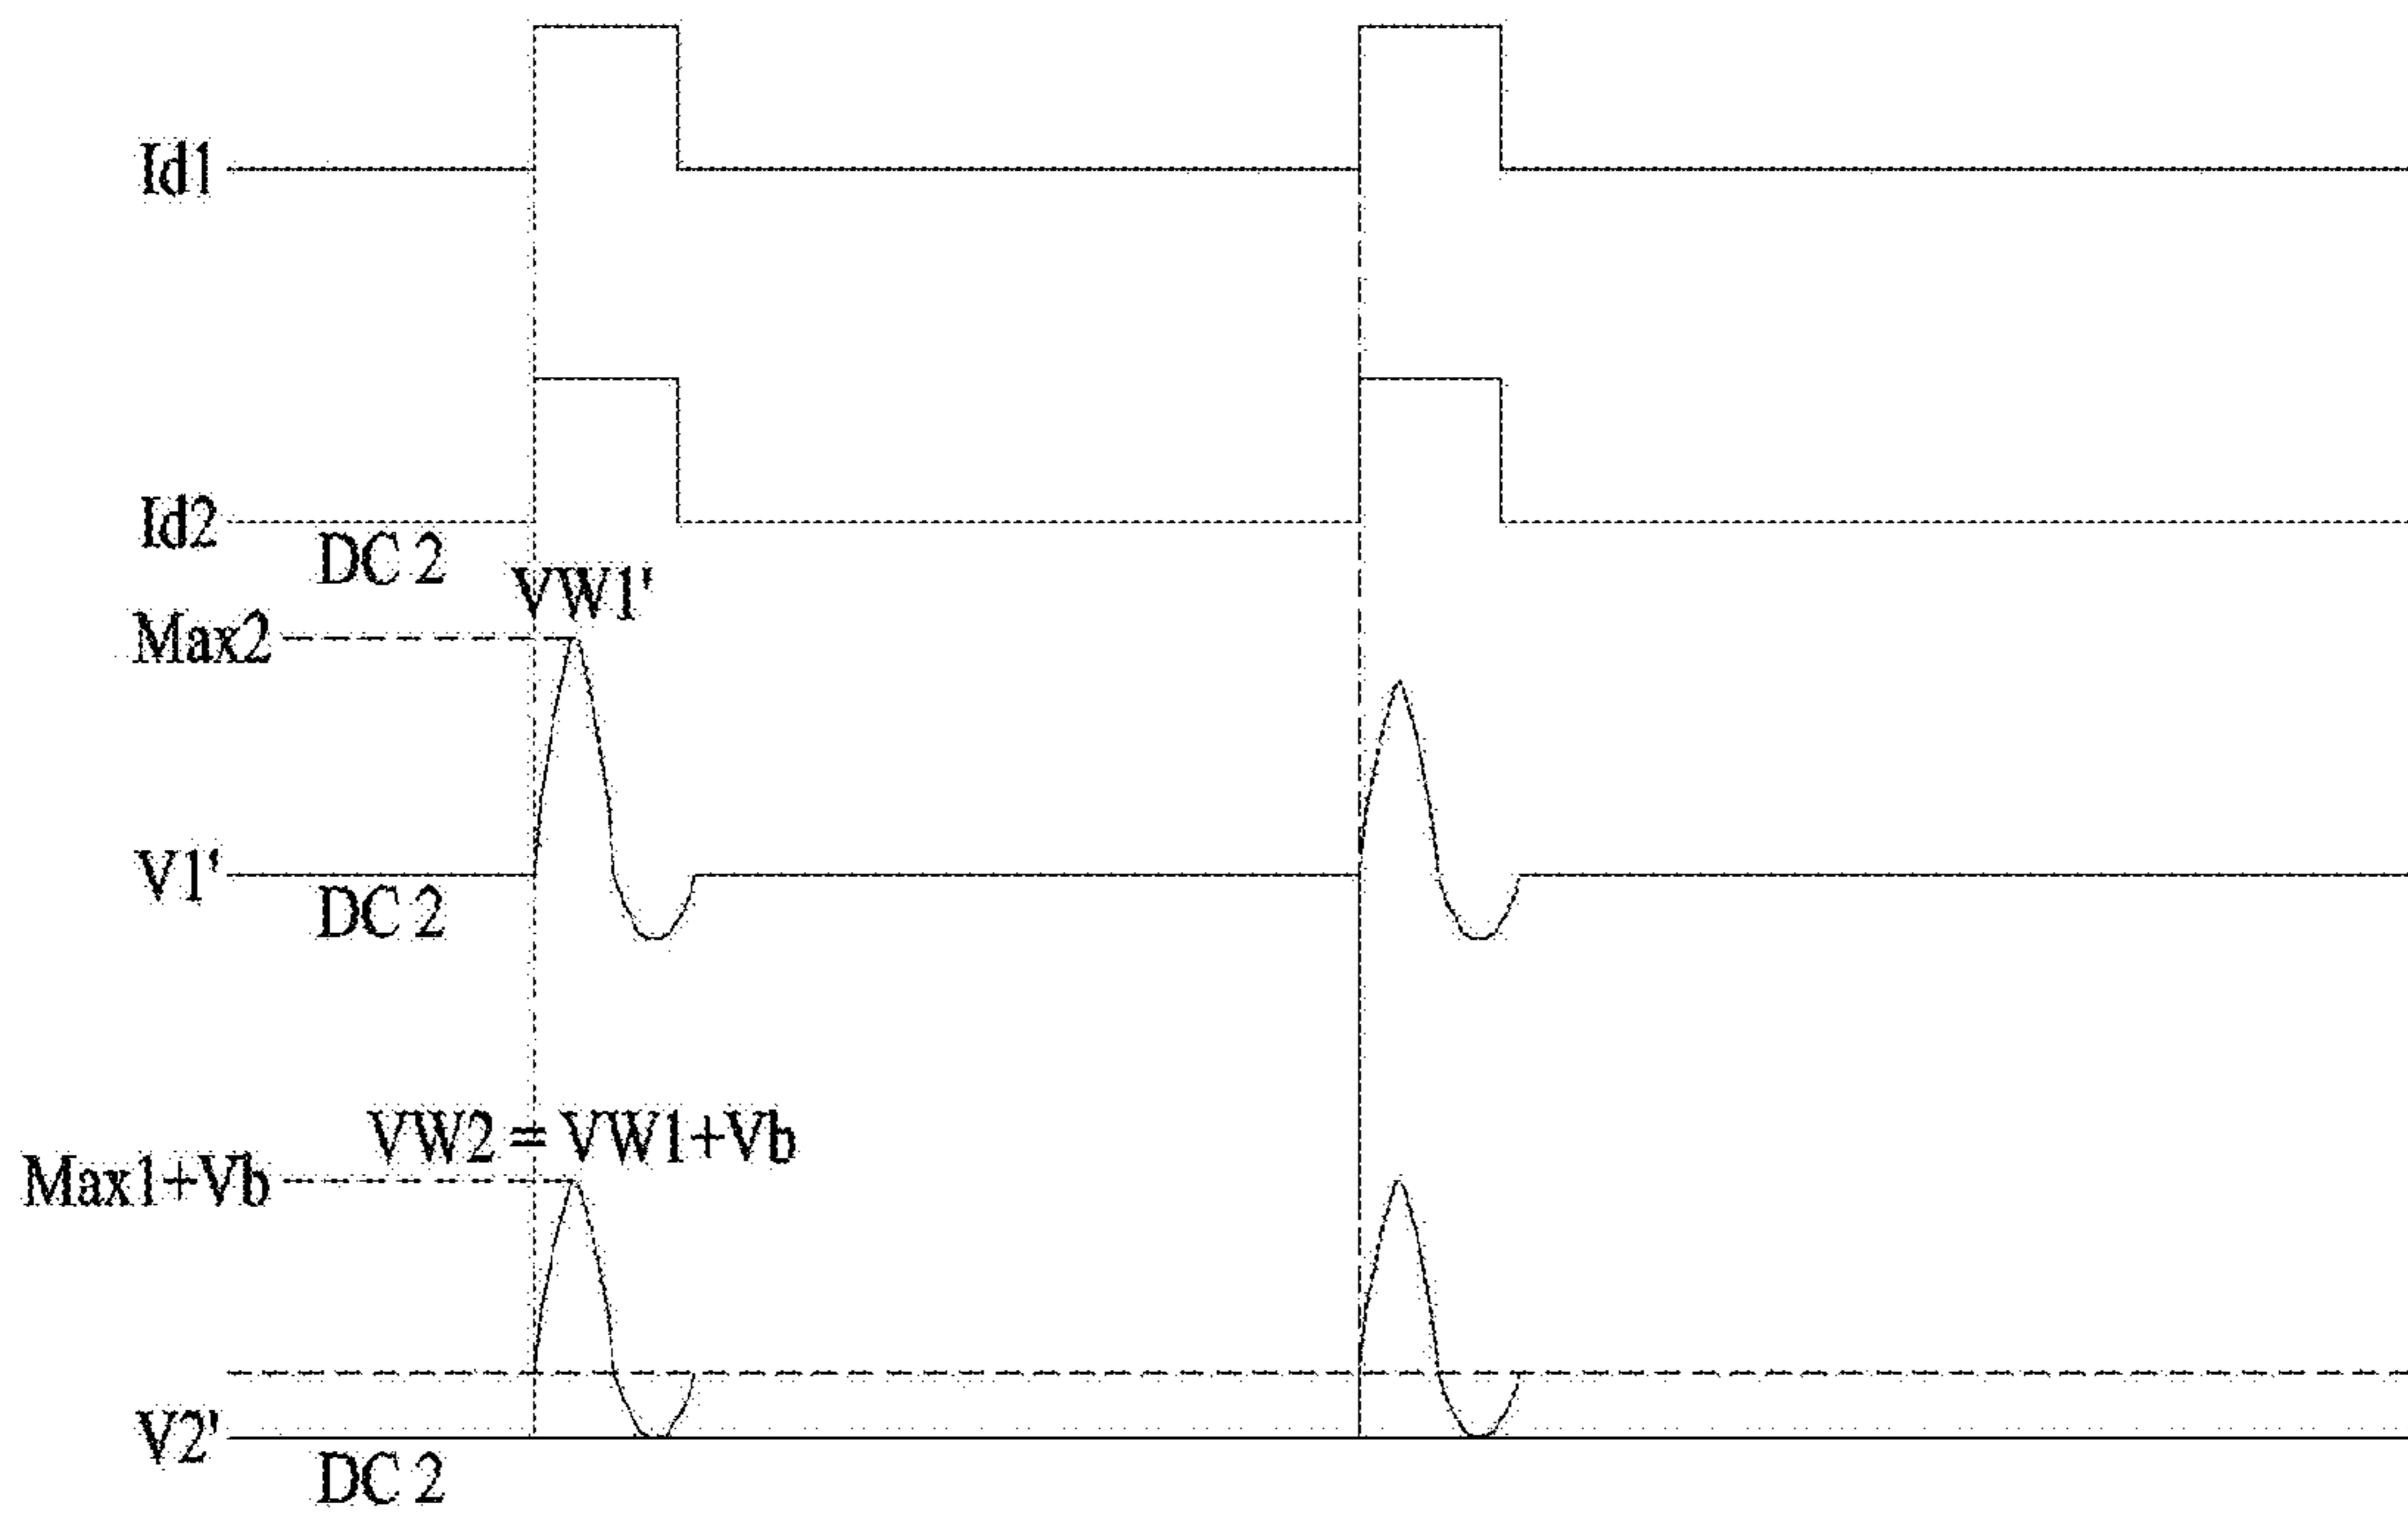 Id1
Id2
DC 2
VW1'
Max2
V1'
DC 2
VW2 = VW1+Vb
Max1+Vb
V2'
DC 2